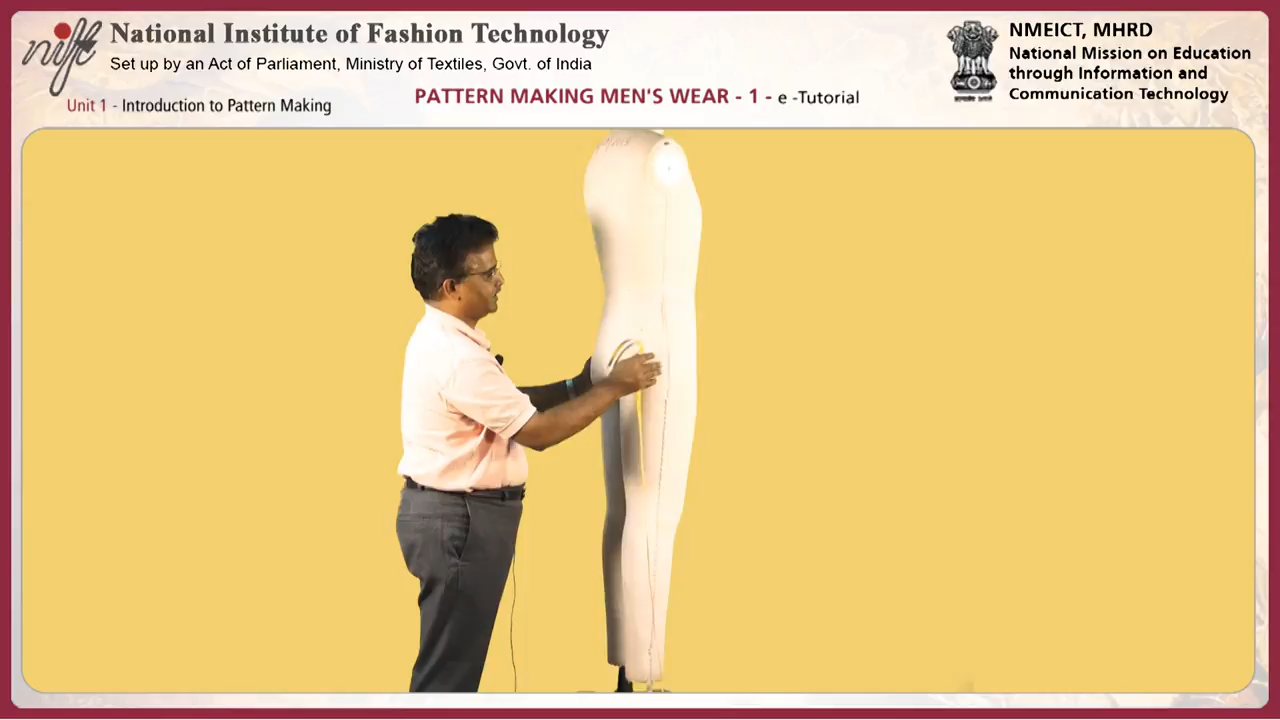 nift
National Institute of Fashion Technology
Set up by an Act of Parliament, Ministry of Textiles, Govt. of India
Unit 1 - Introduction to Pattern Making
PATTERN MAKING MEN'S WEAR - 1 - e -Tutorial
NMEICT, MHRD
National Mission on Education
through Information and
Communication Technology